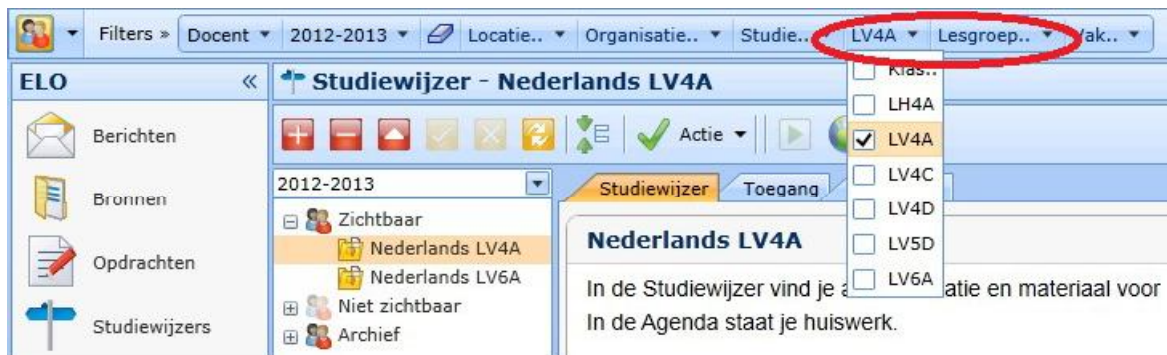 Filters » Docent 2012-2013 Locatie.. Organisatie.. Studie.. LV4A Lesgroep.. Vak..
ELO «
Berichten
Bronnen
Opdrachten
Studiewijzers
Studiewijzer - Nederlands LV4A
Actie
2012-2013
Zichtbaar
Nederlands LV4A
Nederlands LV6A
Niet zichtbaar
Archief
Klas..
LH4A
LV4A
LV4C
LV4D
LV5D
LV6A
Studiewijzer Toegang
Nederlands LV4A
In de Studiewijzer vind je en materiaal voor
In de Agenda staat je huiswerk.